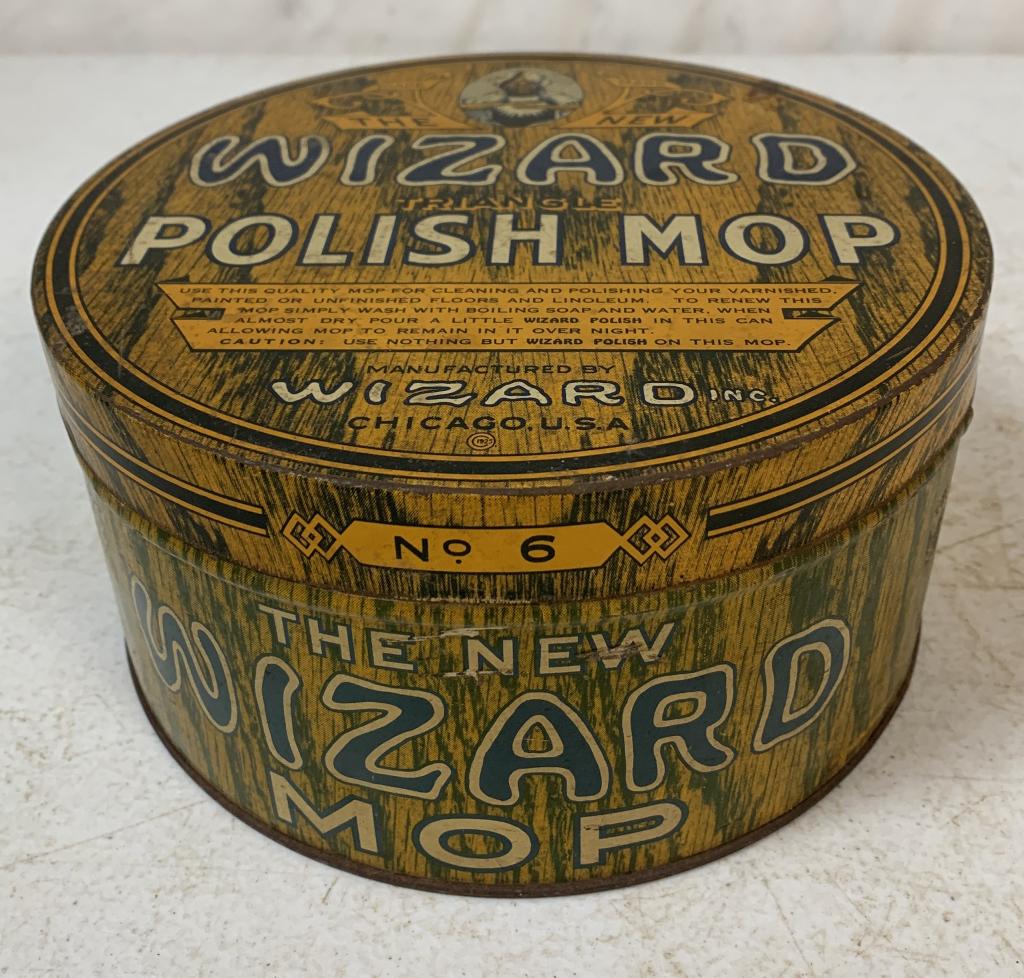 THE NEW
WIZARD
TRIANGLE
POLISH MOP
USE THIS QUALITY MOP FOR CLEANING AND POLISHING YOUR VARNISHED,
PAINTED OR UNFINISHED FLOORS AND LINOLEUM. TO RENEW THIS
MOP SIMPLY WASH WITH BOILING SOAP AND WATER, WHEN
ALMOST DRY POUR A LITTLE WIZARD POLISH IN THIS CAN
ALLOWING MOP TO REMAIN IN IT OVER NIGHT.
CAUTION: USE NOTHING BUT WIZARD POLISH ON THIS MOP.
MANUFACTURED BY
WIZARD INC.
CHICAGO. U.S.A.
No. 6
THE NEW
W WIZARD
MOP